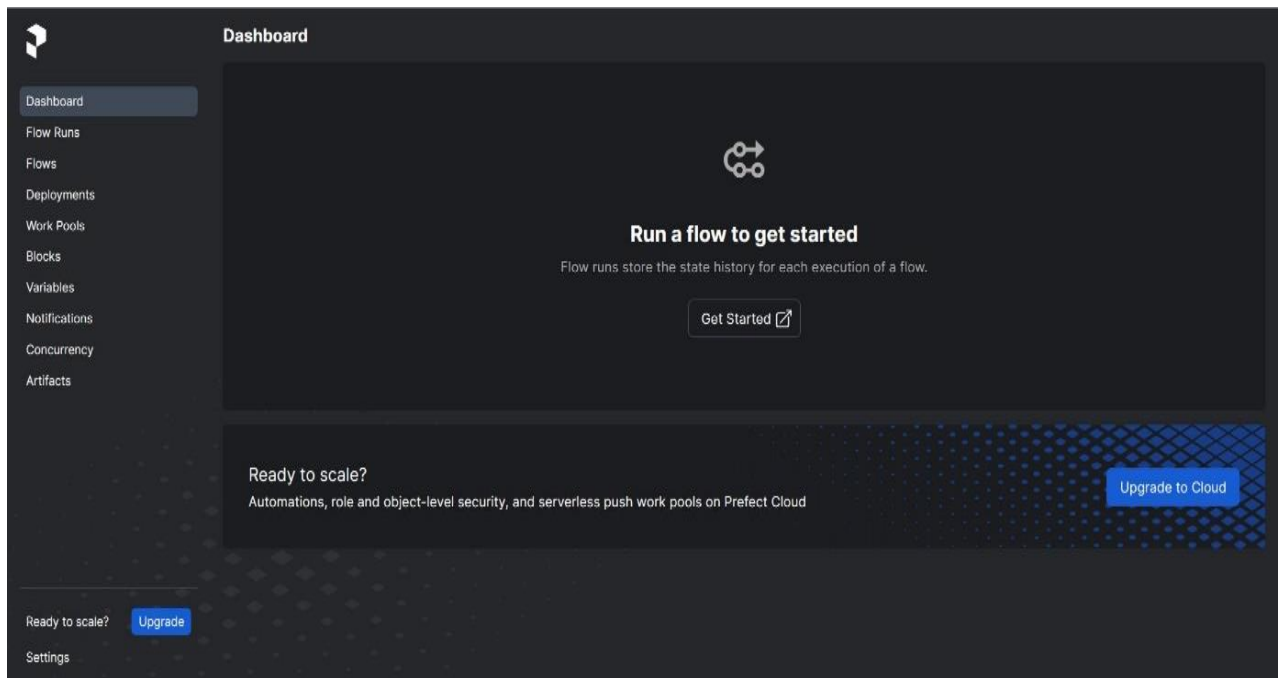 Dashboard
Dashboard
Flow Runs
Flows
Deployments
Work Pools
Blocks
Variables
Notifications
Concurrency
Artifacts
Run a flow to get started
Flow runs store the state history for each execution of a flow.
Get Started
Ready to scale?
Automations, role and object-level security, and serverless push work pools on Prefect Cloud
Upgrade to Cloud
Ready to scale?
Upgrade
Settings